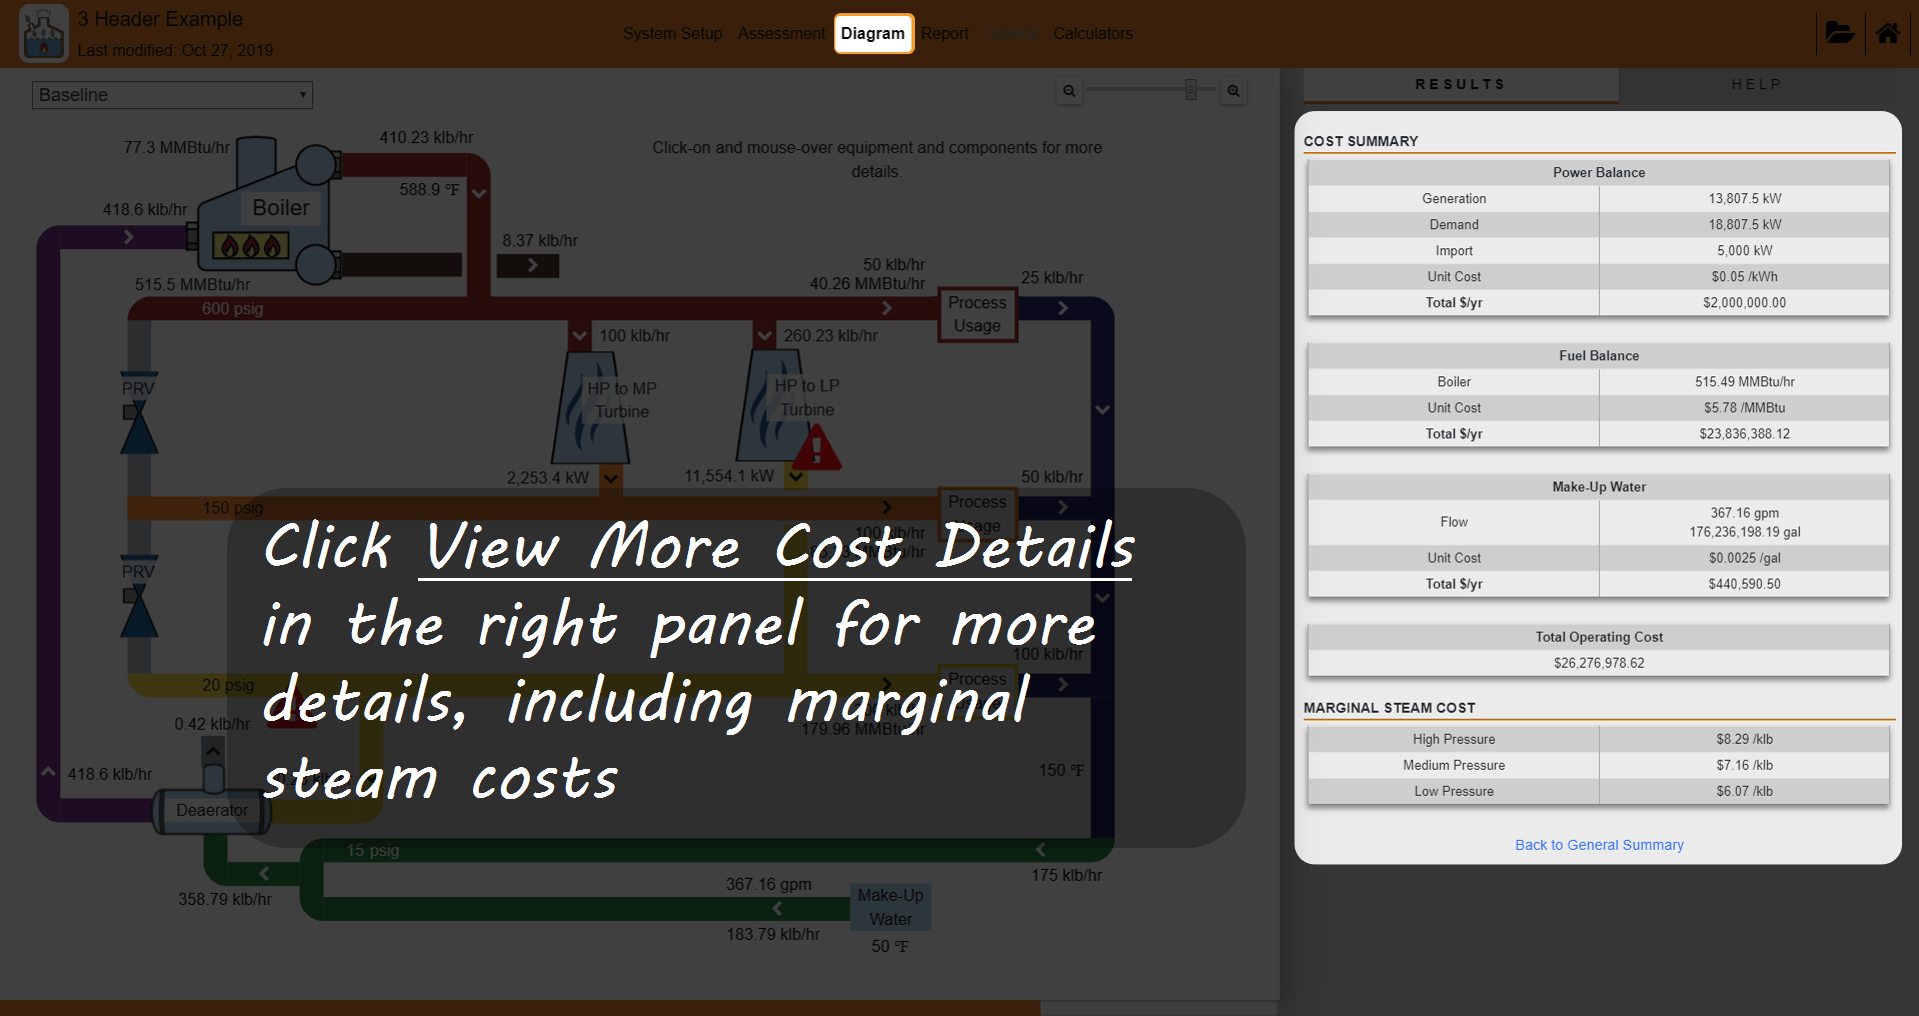 3 Header Example
Last modified: Oct 27, 2019
System Setup Assessment Diagram Report Calculators
Baseline
Click-on and mouse-over equipment and components for more
details.
77.3 MMBtu/hr
410.23 klb/hr
588.9 °F
Boiler
418.6 klb/hr
8.37 klb/hr
515.5 MMBtu/hr
600 psig
50 klb/hr
40.26 MMBtu/hr
25 klb/hr
Process
Usage
100 klb/hr
260.23 klb/hr
PRV
HP to MP
Turbine
HP to LP
Turbine
2,253.4 kW
11,554.1 kW
50 klb/hr
150 psig
Process
Usage
100 klb/hr
Click View More Cost Details
in the right panel for more
details, including marginal
steam costs
PRV
100 klb/hr
20 psig
Process
0.42 klb/hr
179.96 MMBtu/hr
418.6 klb/hr
150 °F
Deaerator
15 psig
175 klb/hr
358.79 klb/hr
367.16 gpm
Make-Up
Water
183.79 klb/hr
50 °F
RESULTS HELP
COST SUMMARY
Power Balance
Generation 13,807.5 kW
Demand 18,807.5 kW
Import 5,000 kW
Unit Cost $0.05 /kWh
Total $/yr $2,000,000.00
Fuel Balance
Boiler 515.49 MMBtu/hr
Unit Cost $5.78 /MMBtu
Total $/yr $23,836,388.12
Make-Up Water
Flow 367.16 gpm
176,236,198.19 gal
Unit Cost $0.0025 /gal
Total $/yr $440,590.50
Total Operating Cost
$26,276,978.62
MARGINAL STEAM COST
High Pressure $8.29 /klb
Medium Pressure $7.16 /klb
Low Pressure $6.07 /klb
Back to General Summary